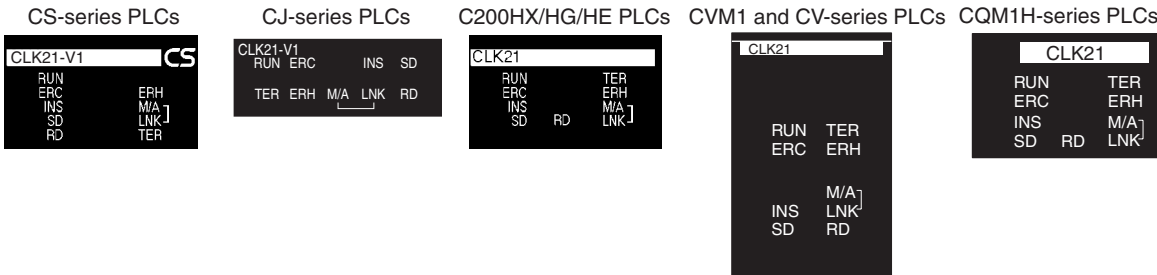 CS-series PLCs
CLK21-V1 CS
RUN
ERC ERH
INS M/A
SD LNK
RD TER
CJ-series PLCs
CLK21-V1
RUN ERC INS SD
TER ERH M/A LNK RD
C200HX/HG/HE PLCs
CLK21
RUN TER
ERC ERH
INS M/A
SD RD LNK
CVM1 and CV-series PLCs
CLK21
RUN TER
ERC ERH
M/A
INS LNK
SD RD
CQM1H-series PLCs
CLK21
RUN TER
ERC ERH
INS M/A
SD RD LNK